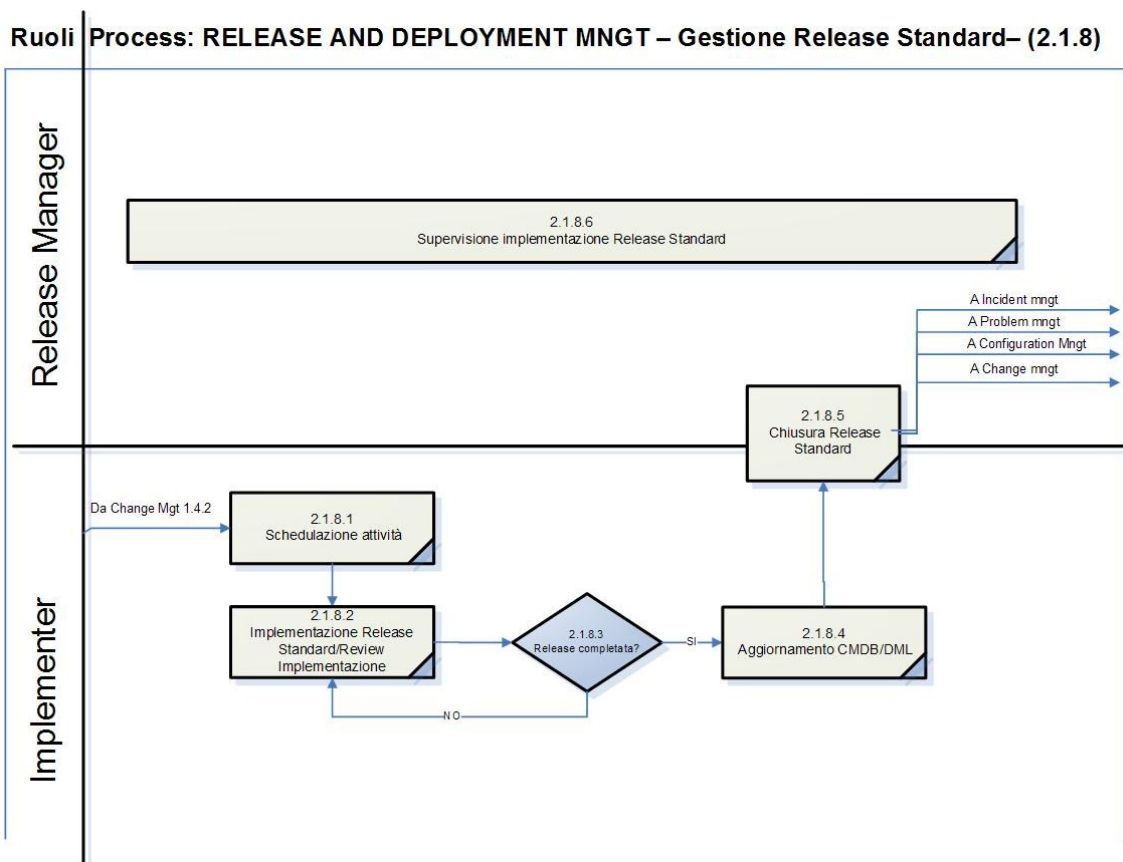 Ruoli Process: RELEASE AND DEPLOYMENT MNGT – Gestione Release Standard– (2.1.8)
Release Manager
2.1.8.6
Supervisione implementazione Release Standard
A Incident mngt
A Problem mngt
A Configuration Mngt
A Change mngt
2.1.8.5
Chiusura Release
Standard
Implementer
Da Change Mgt 1.4.2
2.1.8.1
Schedulazione attività
2.1.8.2
Implementazione Release
Standard/Review
Implementazione
2.1.8.3
Release completata?
SI
2.1.8.4
Aggiornamento CMDB/DML
NO